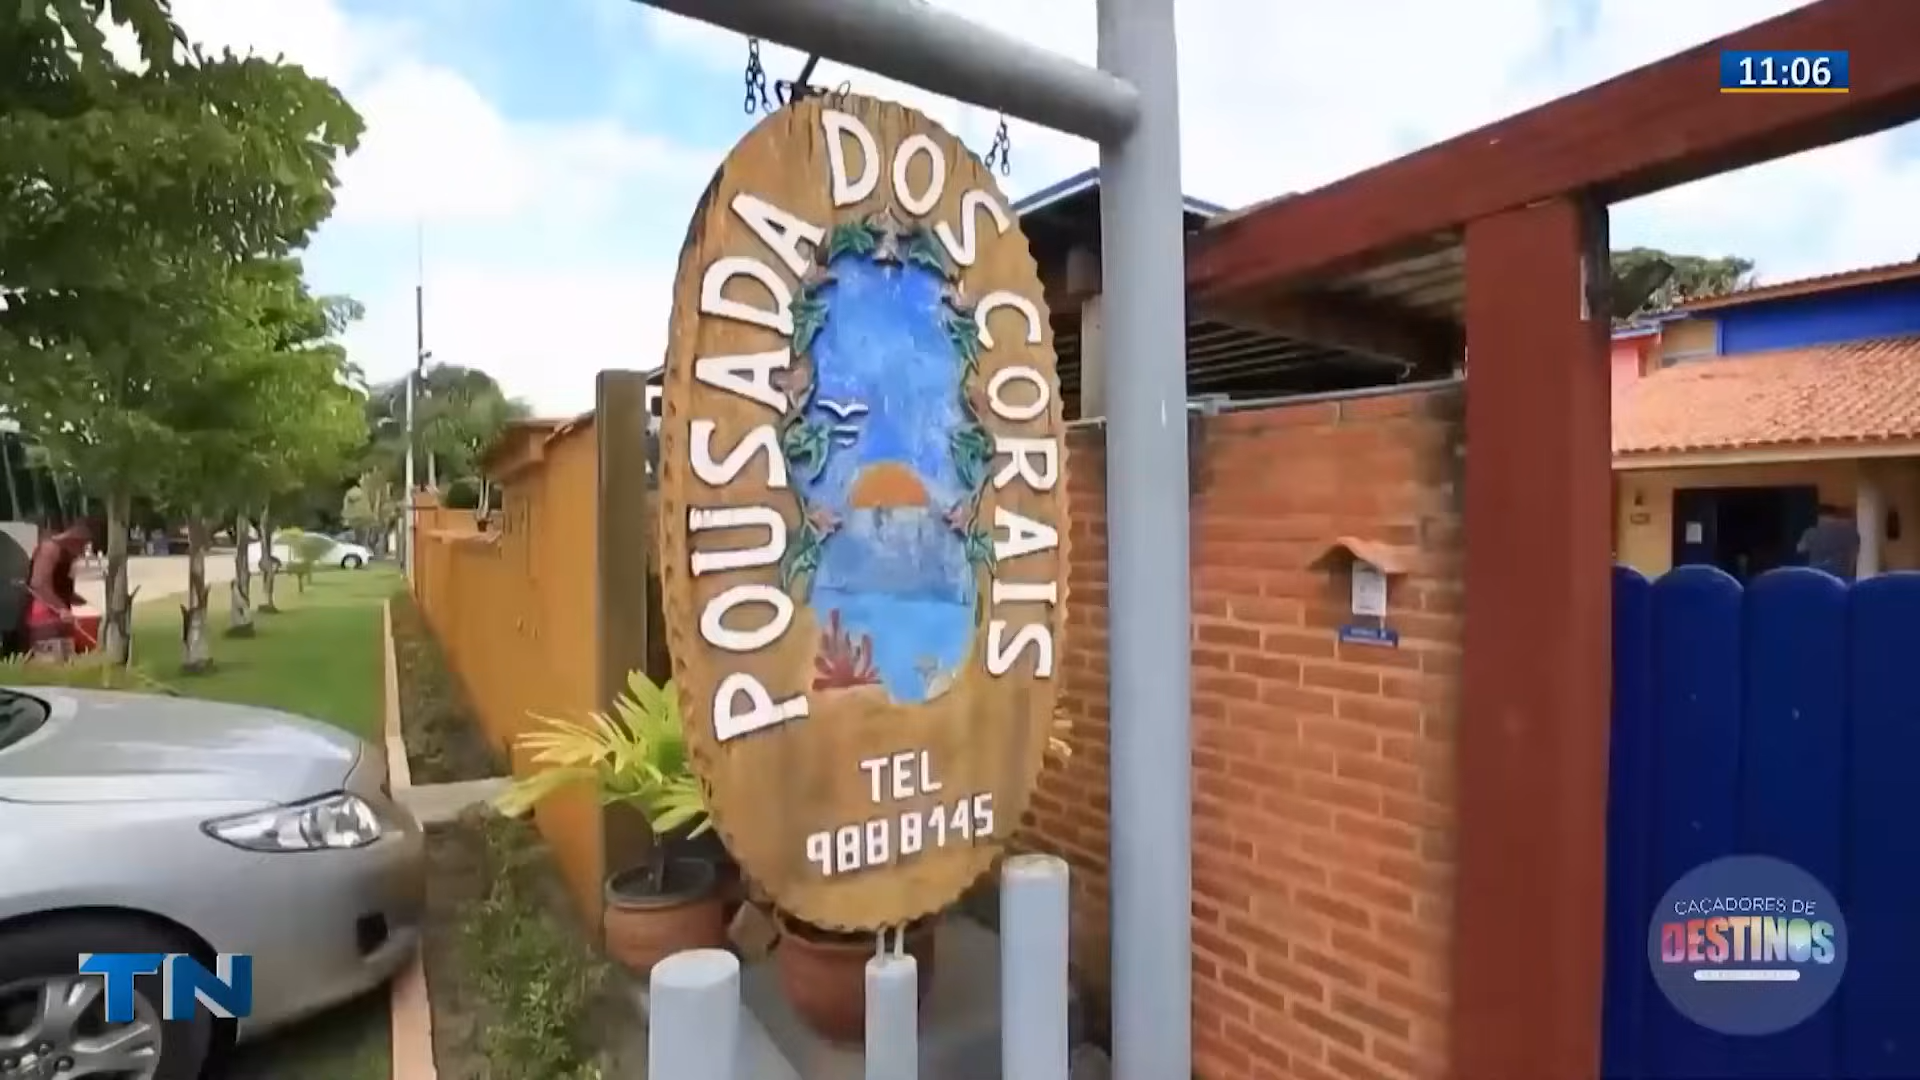 11:06
POUSADA DOS CORAIS
TEL
988 8145
CAÇADORES DE
DESTINOS
TN